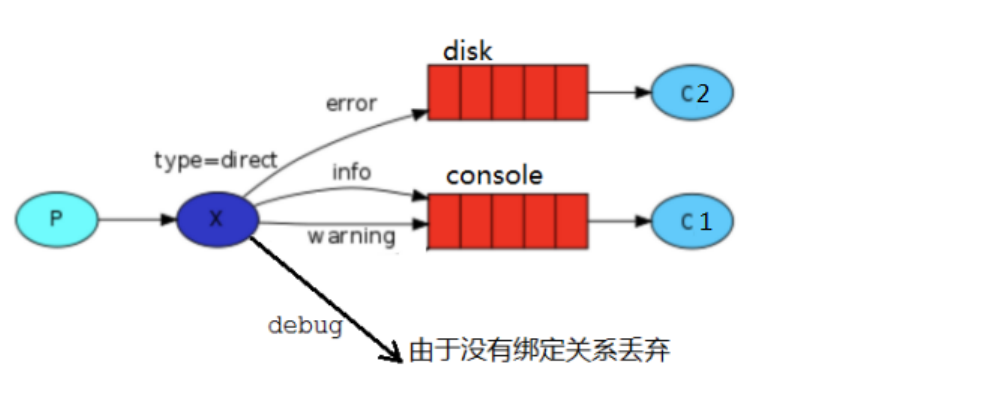 disk
error
C2
type=direct
info
console
P
X
warning
C1
debug
由于没有绑定关系丢弃